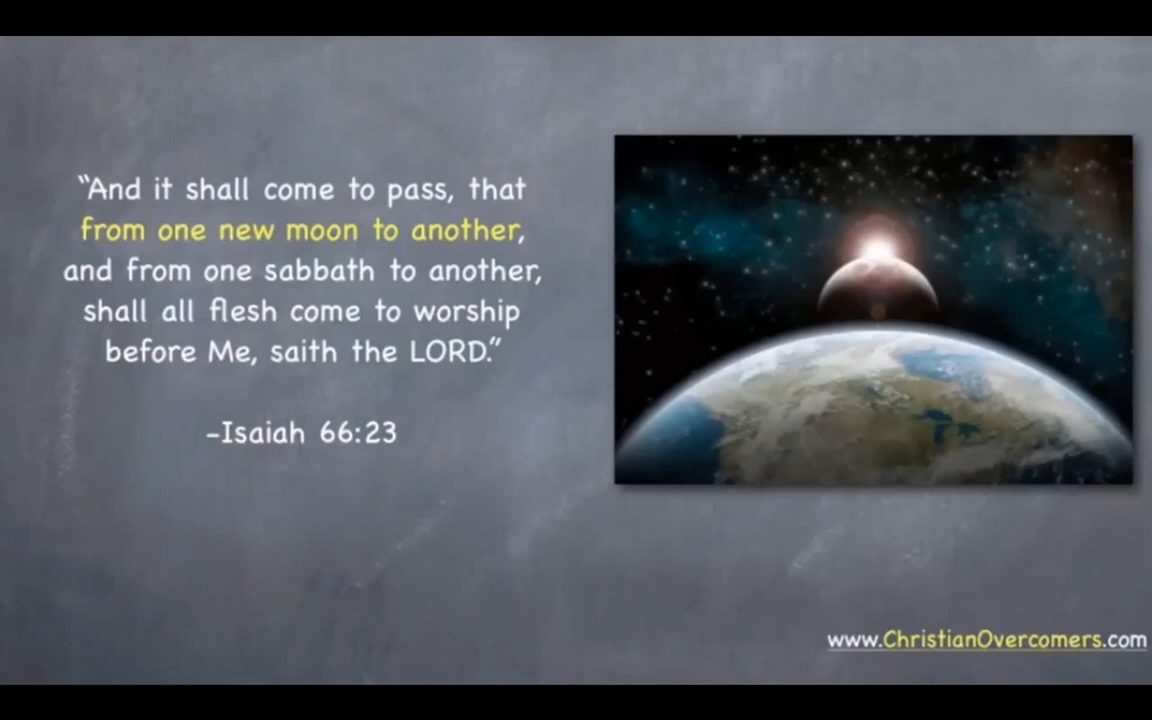 “And it shall come to pass, that
from one new moon to another,
and from one sabbath to another,
shall all flesh come to worship
before Me, saith the LORD.”
-Isaiah 66:23
www.ChristianOvercomers.com